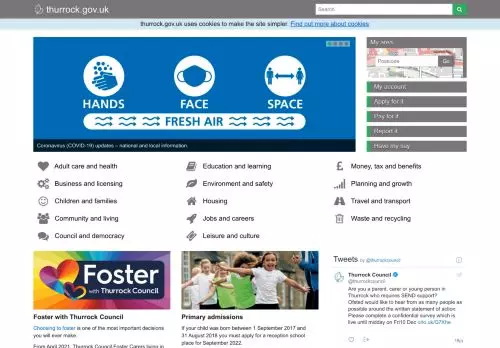 thurrock.gov.uk
Search
thurrock.gov.uk uses cookies to make the site simpler. Find out more about cookies
HANDS FACE SPACE
FRESH AIR
Coronavirus (COVID-19) updates – national and local information
My area
Postcode
Go
My account
Apply for it
Pay for it
Report it
Have my say
Adult care and health
Education and learning
Money, tax and benefits
Business and licensing
Environment and safety
Planning and growth
Children and families
Housing
Travel and transport
Community and living
Jobs and careers
Waste and recycling
Council and democracy
Leisure and culture
Foster
with Thurrock Council
Foster with Thurrock Council
Choosing to foster is one of the most important decisions
you will ever make.
From April 2021, Thurrock Council Foster Carers living in
Primary admissions
If your child was born between 1 September 2017 and
31 August 2018 you must apply for a reception
school place for September 2022.
Tweets by @thurrockcouncil
Thurrock Council
@thurrockcouncil
Are you a parent, carer or young person in
Thurrock who requires SEND support?
Ofsted would like to hear from as many people as
possible around the written statement of action
Please complete a confidential survey which is
live until midday on Fri10 Dec